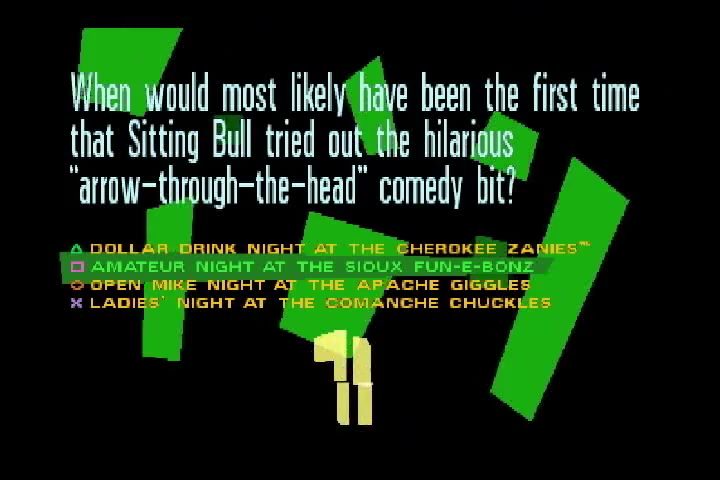 When would most likely have been the first time
that Sitting Bull tried out the hilarious
"arrow-through-the-head" comedy bit?
DOLLAR DRINK NIGHT AT THE CHEROKEE ZANIES™
AMATEUR NIGHT AT THE SIOUX FUN-E-BONZ
OPEN MIKE NIGHT AT THE APACHE GIGGLES
X LADIES' NIGHT AT THE COMANCHE CHUCKLES